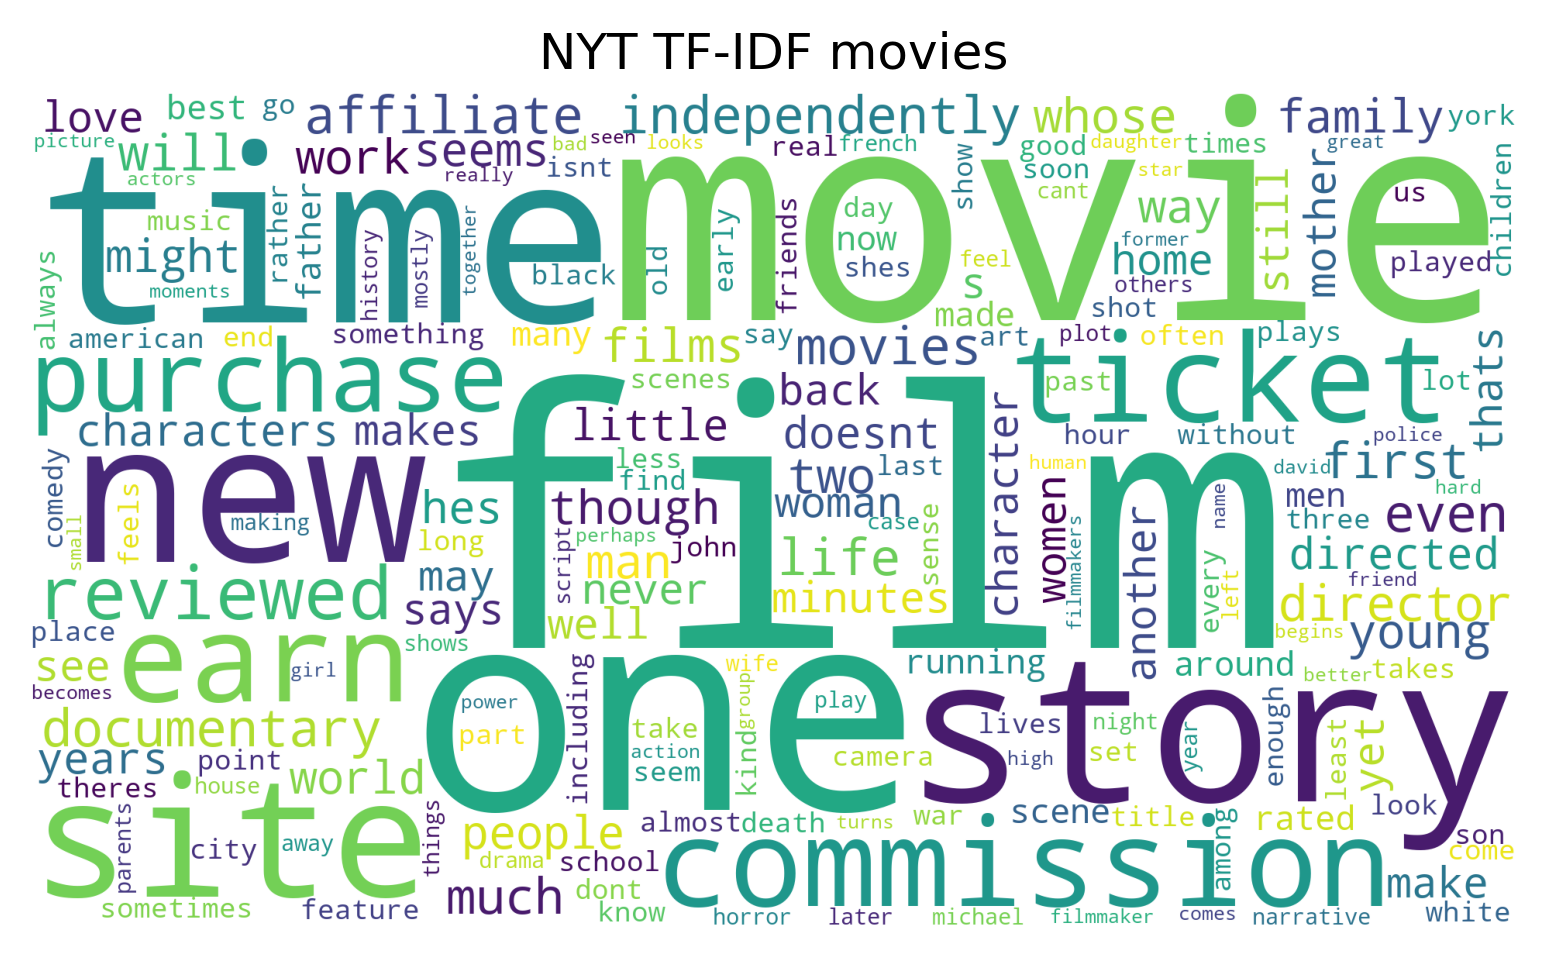 NYT TF-IDF movies
love best go affiliate independently whose family york
picture will work seems bad seen looks real french good daughter times great
actors really isnt soon star
time movie
music rather father show cant way still mother us children
might history mostly together black old early friends day now shes s feel former home others played
always moments
american end something many films say made shot plot often plays
purchase scenes movies art ticket past lot thats
characters makes little back doesnt character hour without police
comedy new film
feels making hes less find two last woman human david first hard
small long though case men name three even
script perhaps john sense women another
reviewed may man life every left filmmakers directed friend
says never minutes director
place earn well begins young
see shows girl wife running around better takes
becomes one story
documentary power part including take action kind group play lives night set year enough least yet
years point world seem camera high
theres house
site parents city away things people almost death turns war scene title rated look son
drama school commission among come
sometimes feature much dont know make
horror later michael filmmaker comes narrative white